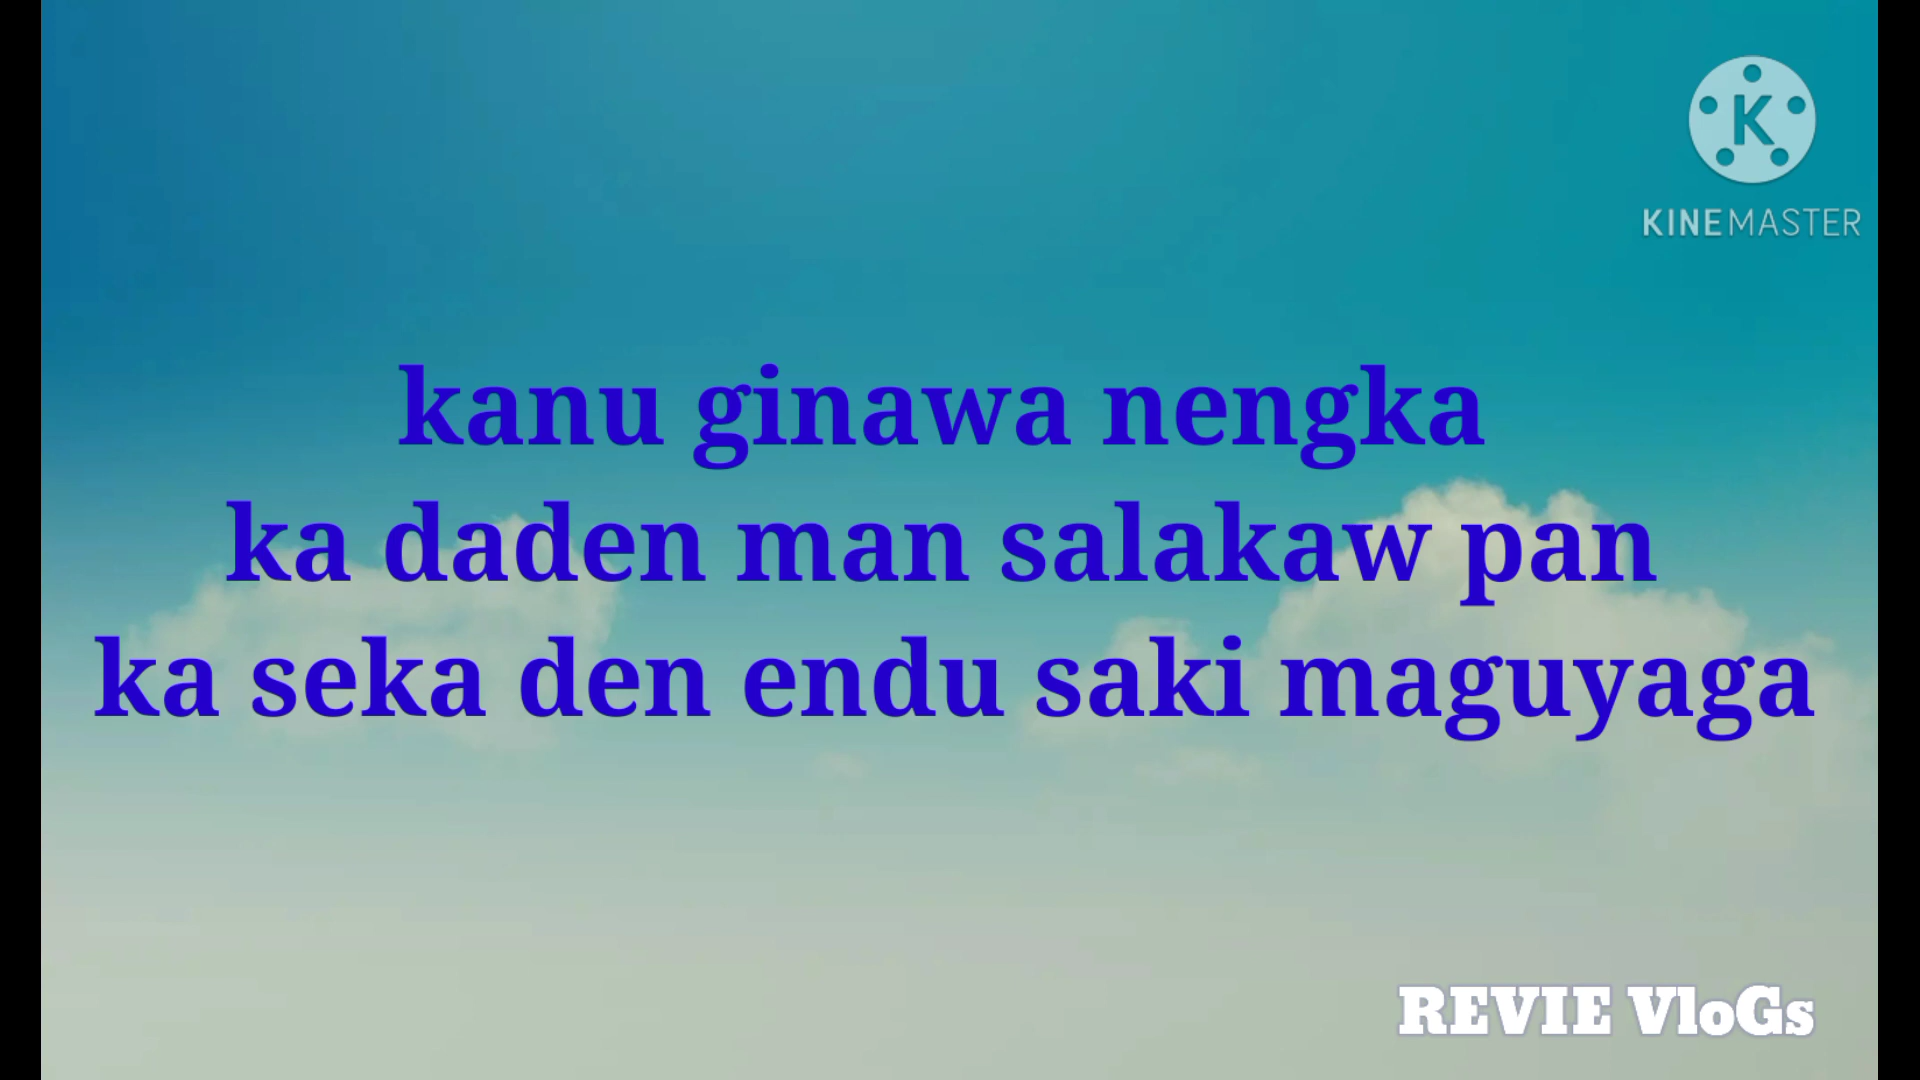 K
KINEMASTER
kanu ginawa nengka
ka daden man salakaw pan
ka seka den endu saki maguyaga
REVIE VloGs